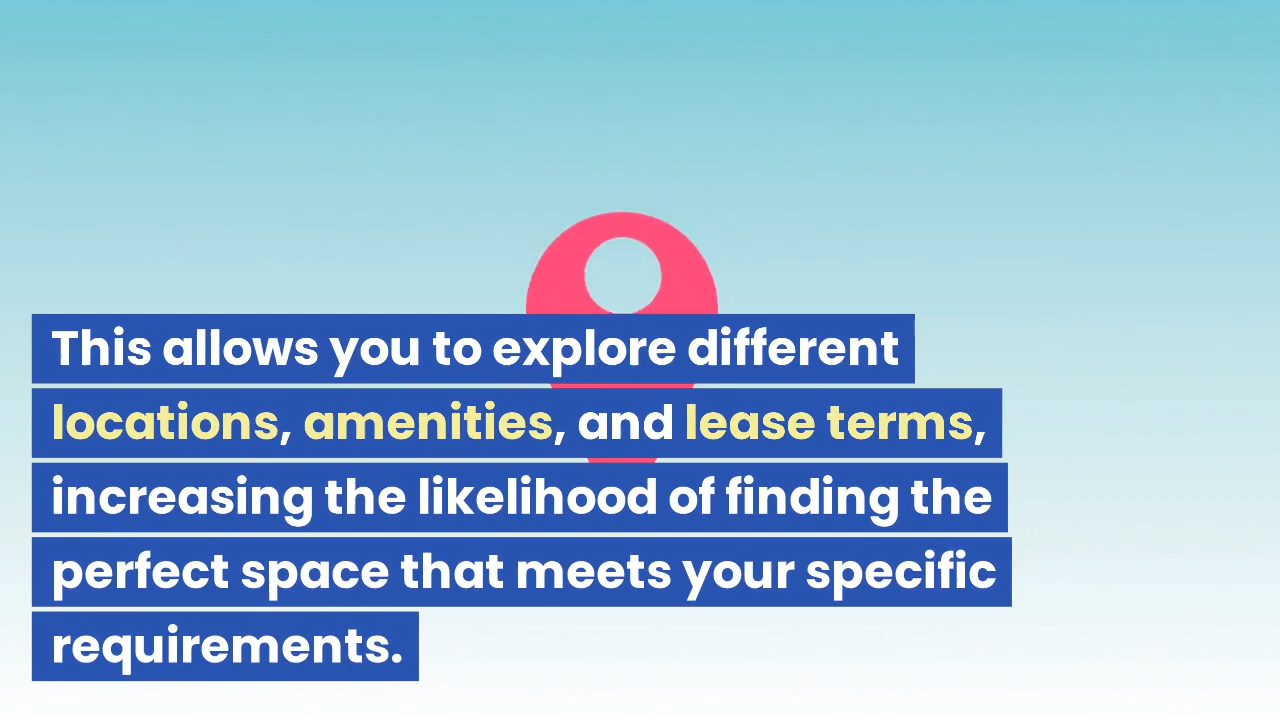 This allows you to explore different
locations, amenities, and lease terms,
increasing the likelihood of finding the
perfect space that meets your specific
requirements.